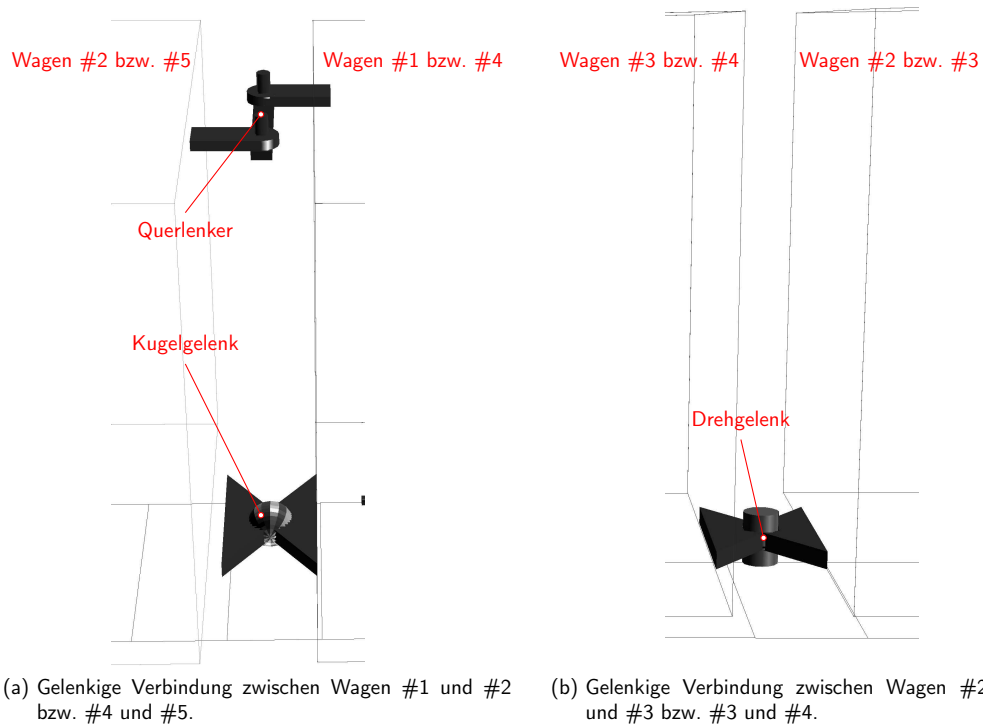 Wagen #2 bzw. #5
Wagen #1 bzw. #4
Querlenker
Kugelgelenk
(a) Gelenkige Verbindung zwischen Wagen #1 und #2
bzw. #4 und #5.
Wagen #3 bzw. #4
Wagen #2 bzw. #3
Drehgelenk
(b) Gelenkige Verbindung zwischen Wagen #2
und #3 bzw. #3 und #4.